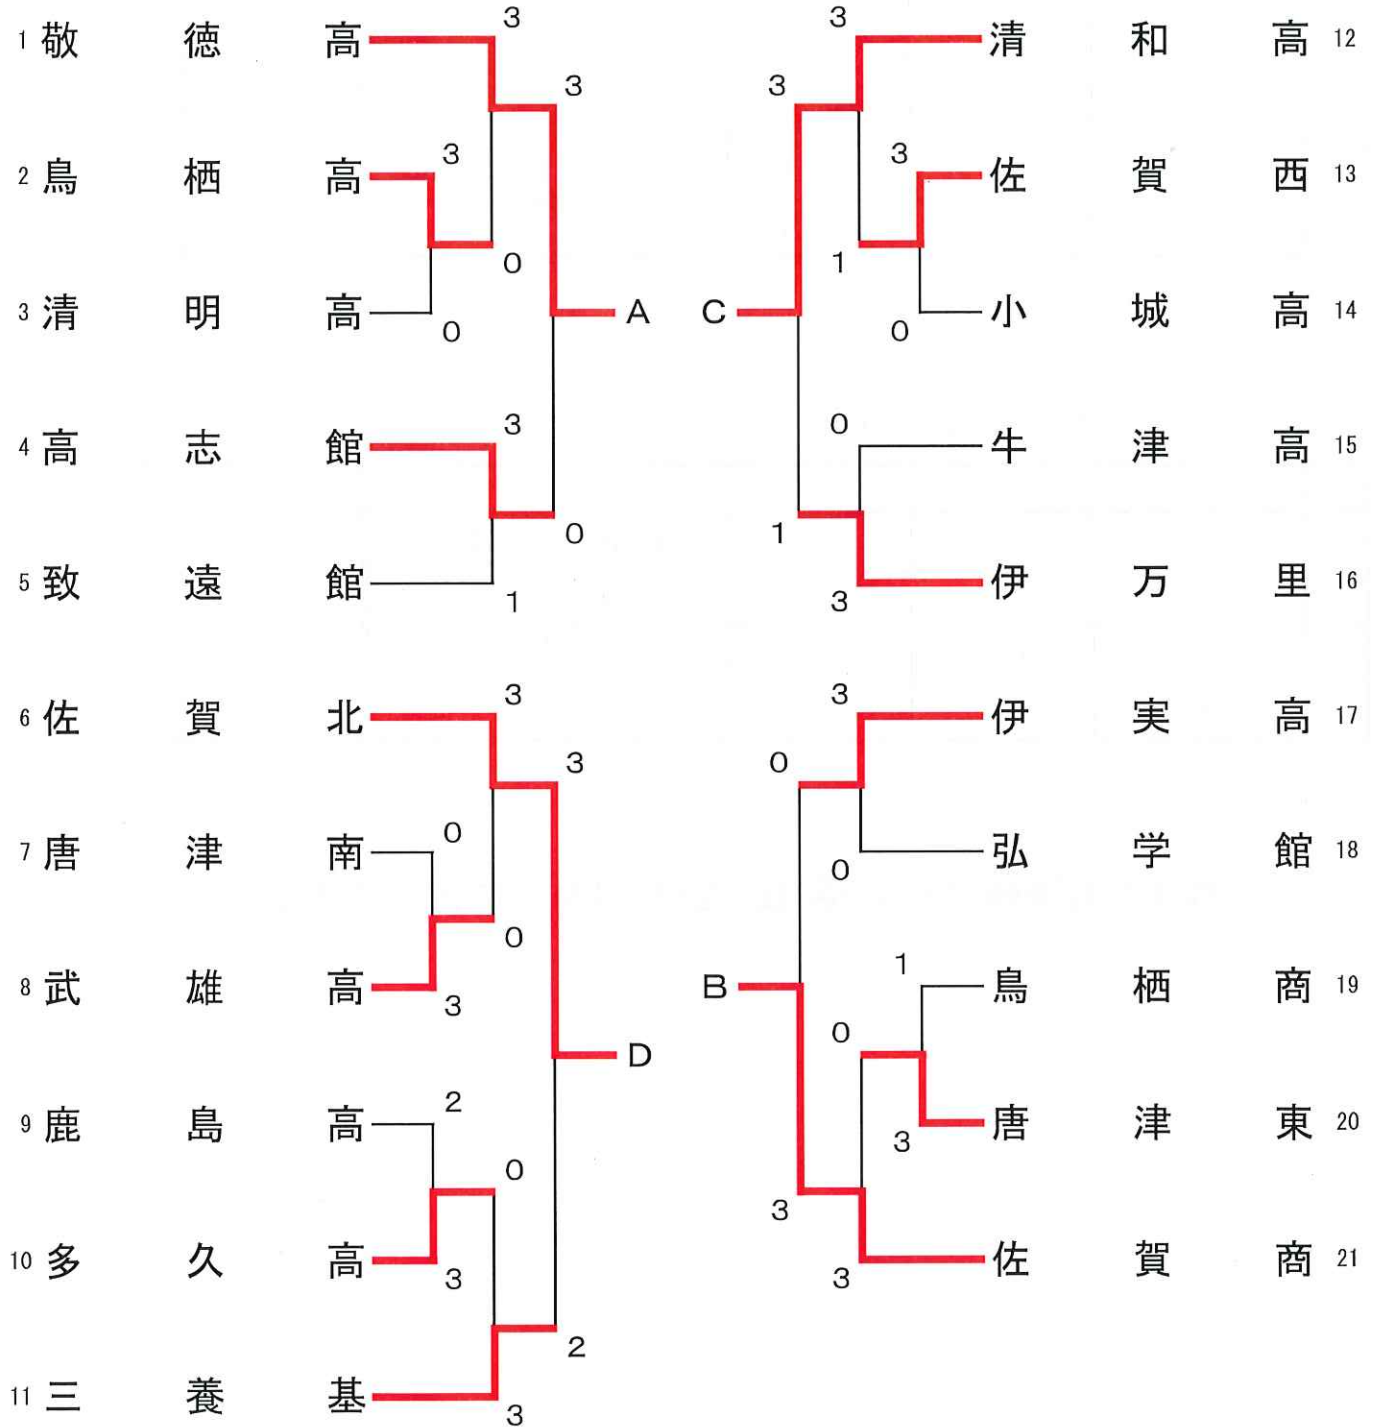 3 3
1 敬 徳 高 清 和 高 12
3 3
3 3
2 鳥 栖 高 佐 賀 西 13
0 1
3 清 明 高 A C 小 城 高 14
0 0
3 0
4 高 志 館 牛 津 高 15
0 1
5 致 遠 館 伊 万 里 16
1 3
3 3
6 佐 賀 北 伊 実 高 17
3 0
0
7 唐 津 南 弘 学 館 18
0
0 1
8 武 雄 高 B 鳥 栖 商 19
3
0
D
2
9 鹿 島 高 唐 津 東 20
3
0
3
10 多 久 高 佐 賀 商 21
3 3
2
11 三 養 基
3